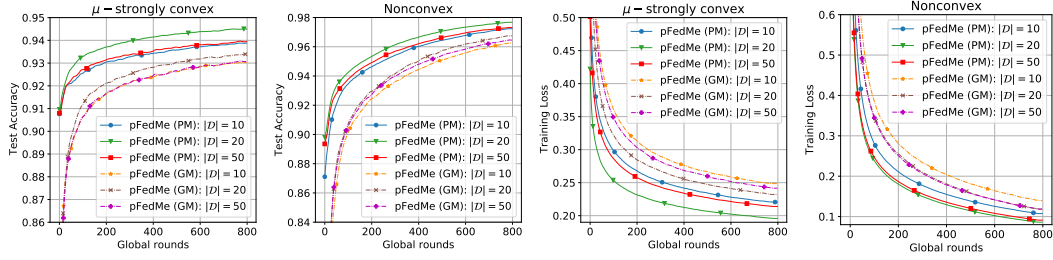 μ − strongly convex
Test Accuracy
0.95
0.94
0.93
0.92
0.91
0.90
0.89
0.88
0.87
0.86
pFedMe (PM): |𝒟| = 10
pFedMe (PM): |𝒟| = 20
pFedMe (PM): |𝒟| = 50
pFedMe (GM): |𝒟| = 10
pFedMe (GM): |𝒟| = 20
pFedMe (GM): |𝒟| = 50
0 200 400 600 800
Global rounds
Nonconvex
Test Accuracy
0.98
0.96
0.94
0.92
0.90
0.88
0.86
0.84
pFedMe (PM): |𝒟| = 10
pFedMe (PM): |𝒟| = 20
pFedMe (PM): |𝒟| = 50
pFedMe (GM): |𝒟| = 10
pFedMe (GM): |𝒟| = 20
pFedMe (GM): |𝒟| = 50
0 200 400 600 800
Global rounds
μ − strongly convex
Training Loss
0.50
0.45
0.40
0.35
0.30
0.25
0.20
pFedMe (PM): |𝒟| = 10
pFedMe (PM): |𝒟| = 20
pFedMe (PM): |𝒟| = 50
pFedMe (GM): |𝒟| = 10
pFedMe (GM): |𝒟| = 20
pFedMe (GM): |𝒟| = 50
0 200 400 600 800
Global rounds
Nonconvex
Training Loss
0.6
0.5
0.4
0.3
0.2
0.1
pFedMe (PM): |𝒟| = 10
pFedMe (PM): |𝒟| = 20
pFedMe (PM): |𝒟| = 50
pFedMe (GM): |𝒟| = 10
pFedMe (GM): |𝒟| = 20
pFedMe (GM): |𝒟| = 50
0 200 400 600 800
Global rounds